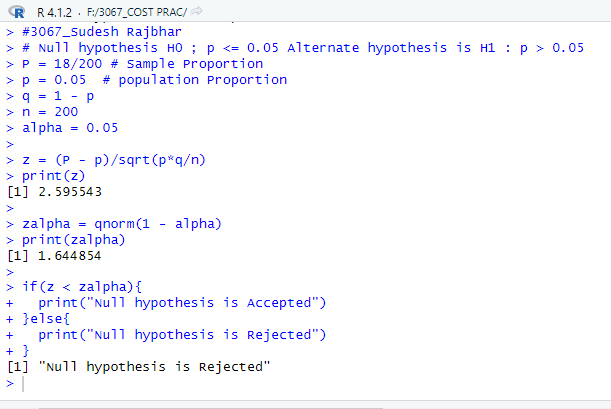 R R 4.1.2 · F:/3067_COST PRAC/
> #3067_Sudesh Rajbhar
> # Null hypothesis H0 ; p <= 0.05 Alternate hypothesis is H1 : p > 0.05
> P = 18/200 # Sample Proportion
> p = 0.05  # population Proportion
> q = 1 - p
> n = 200
> alpha = 0.05
>
> z = (P - p)/sqrt(p*q/n)
> print(z)
[1] 2.595543
>
> zalpha = qnorm(1 - alpha)
> print(zalpha)
[1] 1.644854
>
> if(z < zalpha){
+   print("Null hypothesis is Accepted")
+ }else{
+   print("Null hypothesis is Rejected")
+ }
[1] "Null hypothesis is Rejected"
>